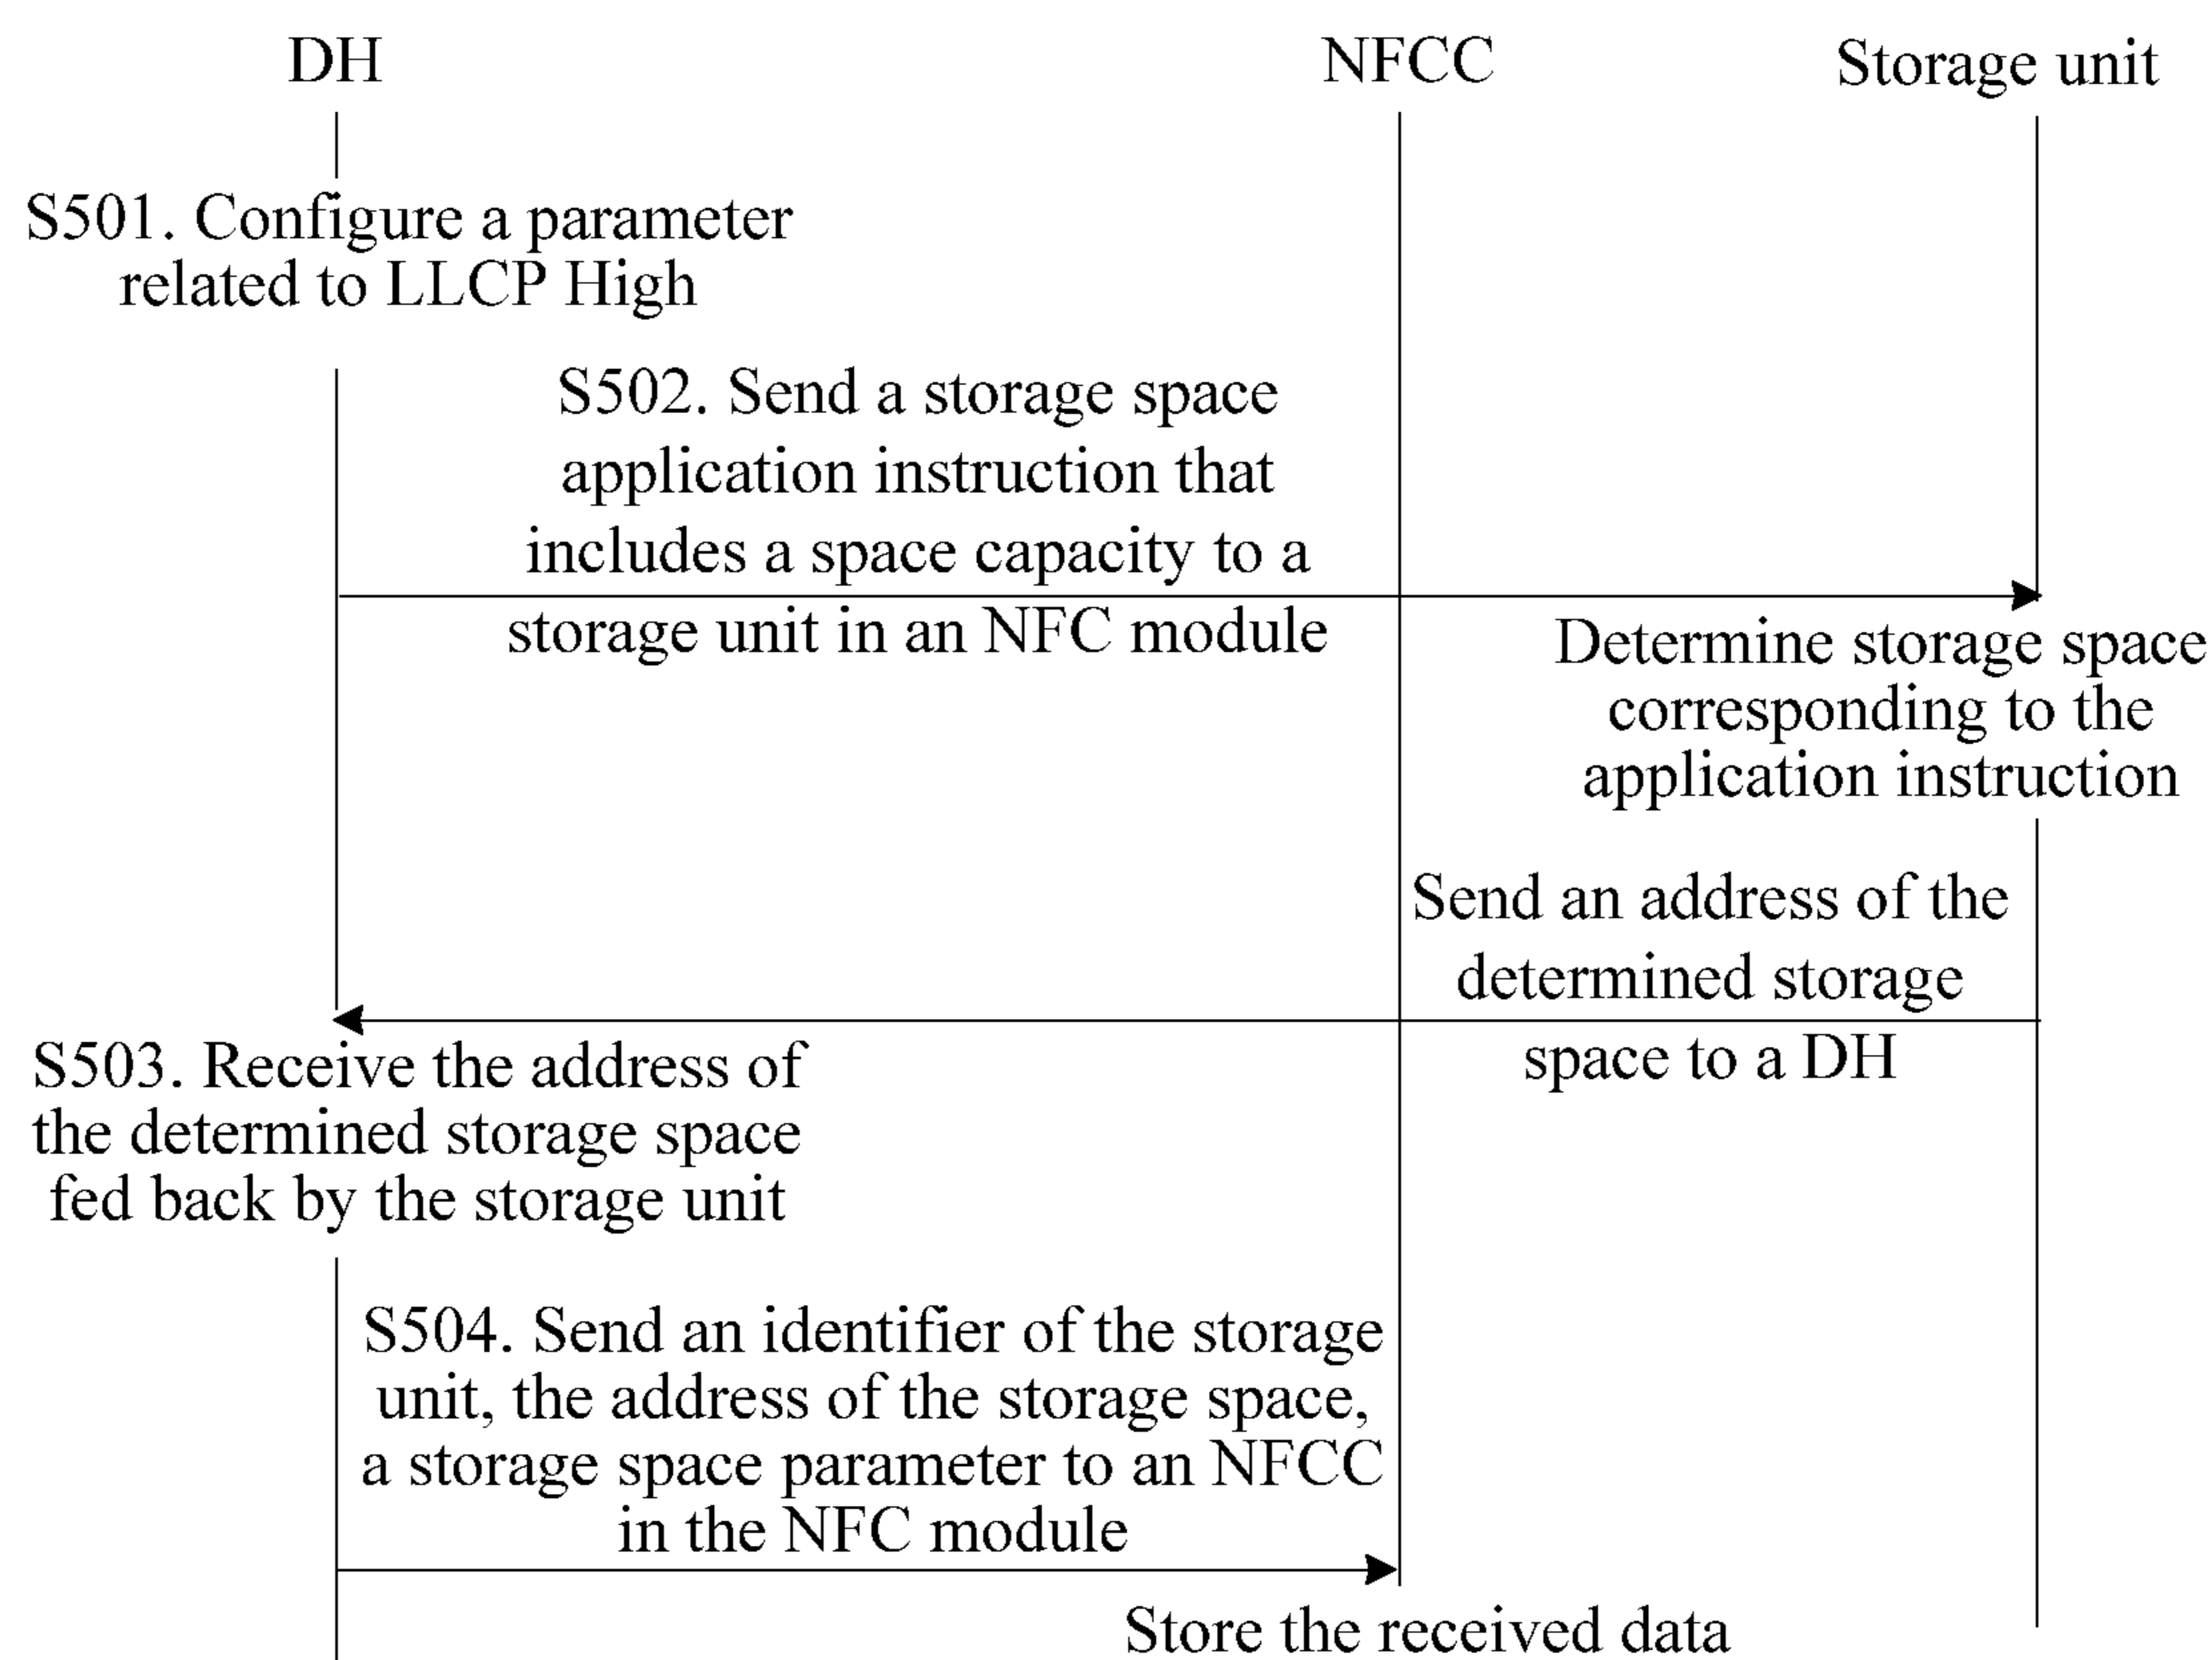 DH
NFCC
Storage unit
S501. Configure a parameter
related to LLCP High
S502. Send a storage space
application instruction that
includes a space capacity to a
storage unit in an NFC module
Determine storage space
corresponding to the
application instruction
Send an address of the
determined storage
space to a DH
S503. Receive the address of
the determined storage space
fed back by the storage unit
S504. Send an identifier of the storage
unit, the address of the storage space,
a storage space parameter to an NFCC
in the NFC module
Store the received data